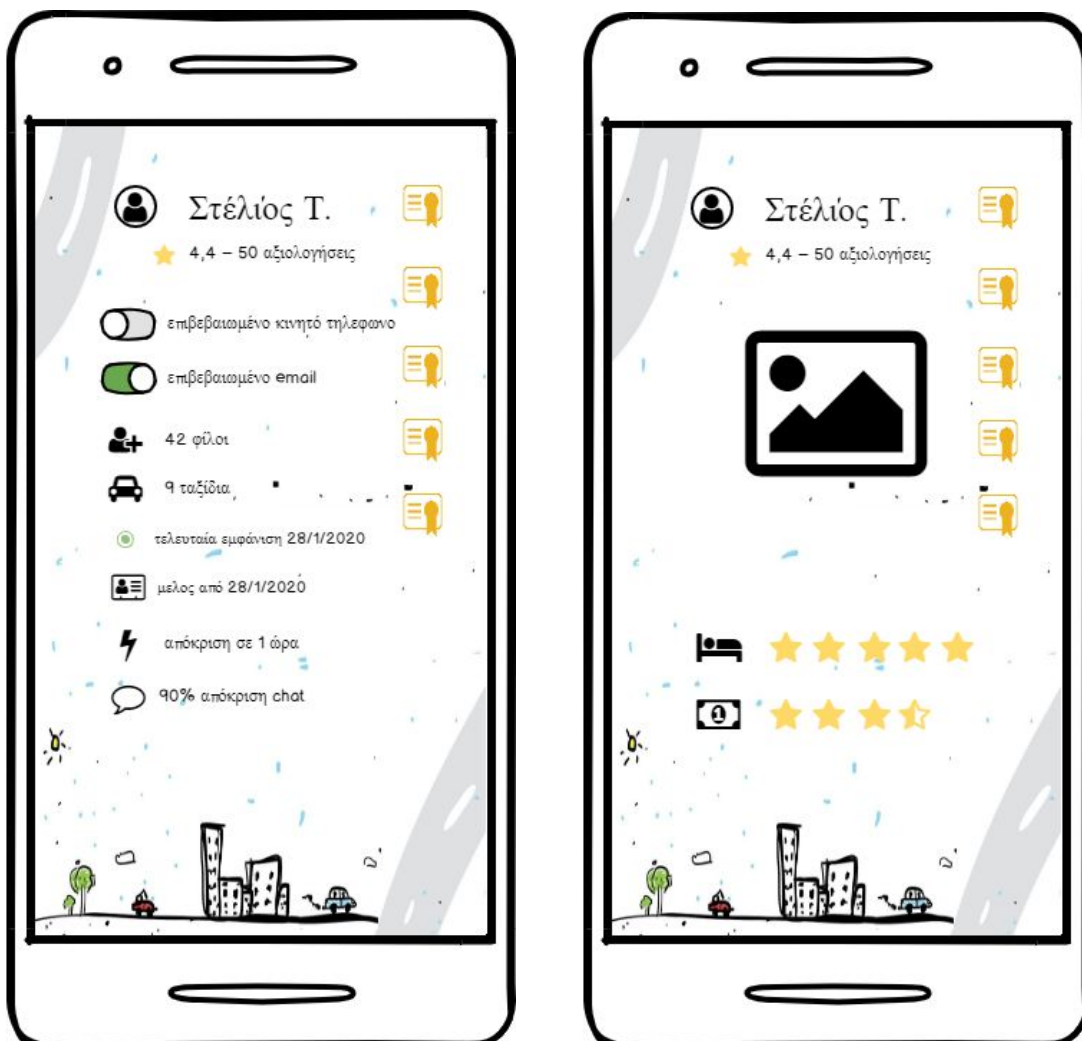 Στέλιος Τ.
4,4 – 50 αξιολογήσεις
επιβεβαιωμένο κινητό τηλεφωνο
επιβεβαιωμένο email
42 φίλοι
9 ταξίδια
τελευταία εμφάνιση 28/1/2020
μελος από 28/1/2020
απόκριση σε 1 ώρα
90% απόκριση chat
Στέλιος Τ.
4,4 – 50 αξιολογήσεις
1